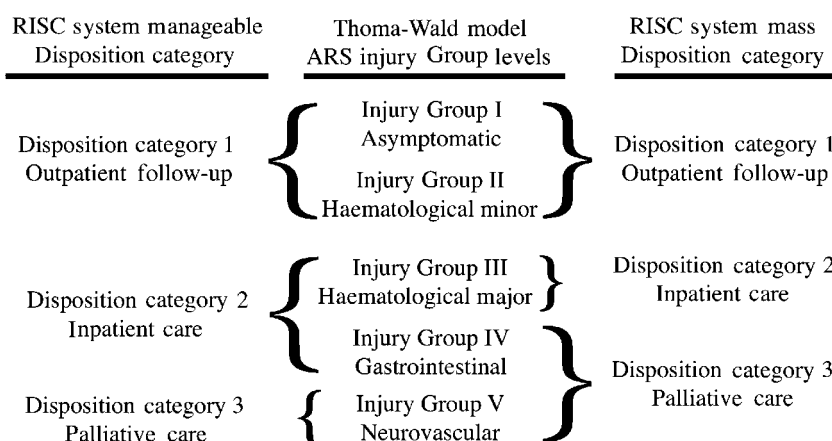 RISC system manageable
Disposition category
Thoma-Wald model
ARS injury Group levels
RISC system mass
Disposition category
Disposition category 1
Outpatient follow-up
Injury Group I
Asymptomatic
Injury Group II
Haematological minor
Disposition category 1
Outpatient follow-up
Disposition category 2
Inpatient care
Injury Group III
Haematological major
Injury Group IV
Gastrointestinal
Disposition category 2
Inpatient care
Disposition category 3
Palliative care
Disposition category 3
Palliative care
Injury Group V
Neurovascular